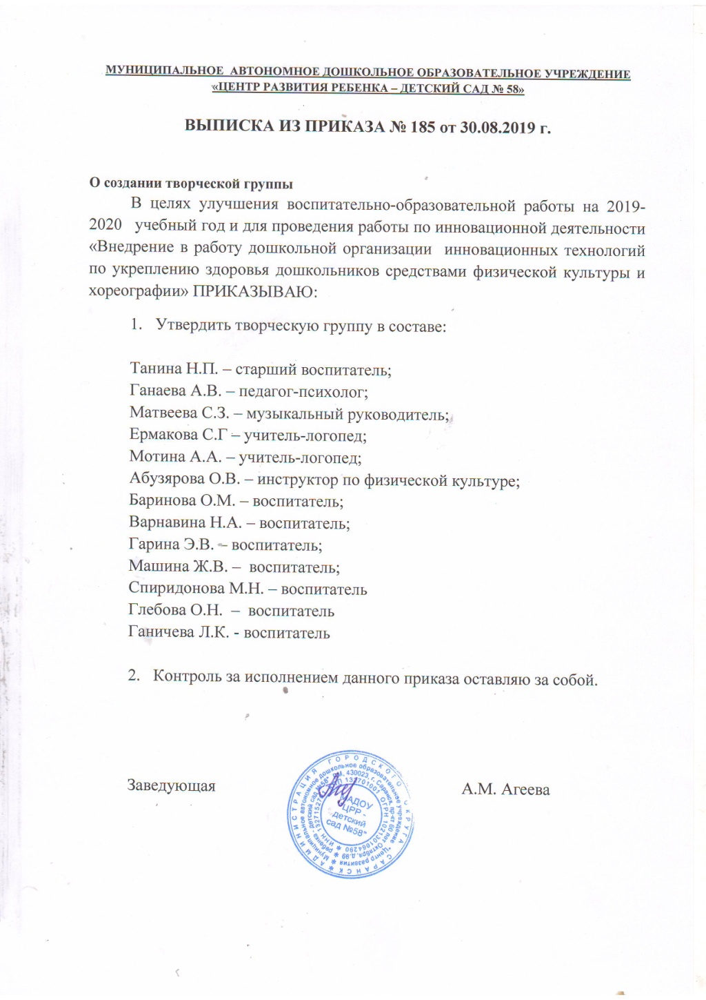 МУНИЦИПАЛЬНОЕ АВТОНОМНОЕ ДОШКОЛЬНОЕ ОБРАЗОВАТЕЛЬНОЕ УЧРЕЖДЕНИЕ
«ЦЕНТР РАЗВИТИЯ РЕБЕНКА – ДЕТСКИЙ САД № 58»
ВЫПИСКА ИЗ ПРИКАЗА № 185 от 30.08.2019 г.
О создании творческой группы
В целях улучшения воспитательно-образовательной работы на 2019-
2020 учебный год и для проведения работы по инновационной деятельности
«Внедрение в работу дошкольной организации инновационных технологий
по укреплению здоровья дошкольников средствами физической культуры и
хореографии» ПРИКАЗЫВАЮ:
1. Утвердить творческую группу в составе:
Танина Н.П. – старший воспитатель;
Ганаева А.В. – педагог-психолог;
Матвеева С.З. – музыкальный руководитель;
Ермакова С.Г – учитель-логопед;
Мотина А.А. – учитель-логопед;
Абузярова О.В. – инструктор по физической культуре;
Баринова О.М. – воспитатель;
Варнавина Н.А. – воспитатель;
Гарина Э.В. – воспитатель;
Машина Ж.В. – воспитатель;
Спиридонова М.Н. – воспитатель
Глебова О.Н. – воспитатель
Ганичева Л.К. - воспитатель
2. Контроль за исполнением данного приказа оставляю за собой.
Заведующая А.М. Агеева
АДМИНИСТРАЦИЯ ГОРОДСКОГО ОКРУГА САРАНСК
Муниципальное автономное дошкольное образовательное учреждение "Центр развития
ребенка - детский сад №58" 430023, г. Саранск, пр-кт 60 лет Октября, д.99
ОГРН 1021301064290
МАДОУ
"ЦРР -
детский
сад №58"